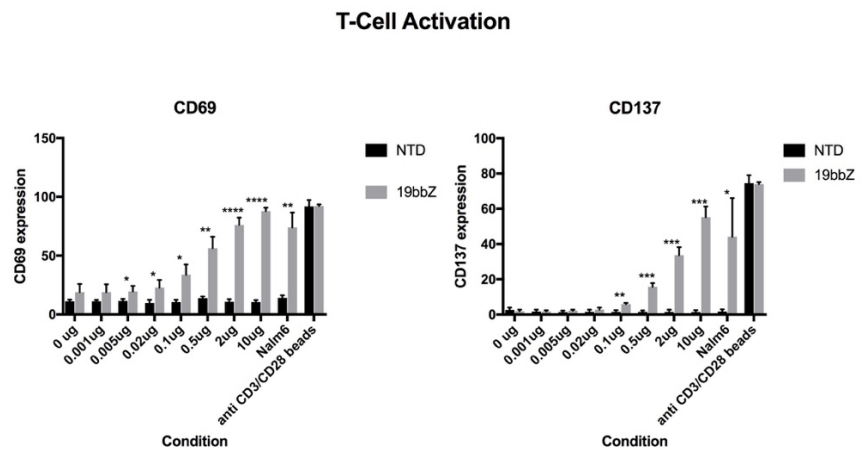 T-Cell Activation
CD69
CD69 expression
150
100
50
0
*
*
*
**
****
****
**
0 ug
0.001ug
0.005ug
0.02ug
0.1ug
0.5ug
2ug
10ug
Nalm6
anti CD3/CD28 beads
Condition
NTD
19bbZ
CD137
CD137 expression
100
80
60
40
20
0
**
***
***
***
*
0 ug
0.001ug
0.005ug
0.02ug
0.1ug
0.5ug
2ug
10ug
Nalm6
anti CD3/CD28 beads
Condition
NTD
19bbZ